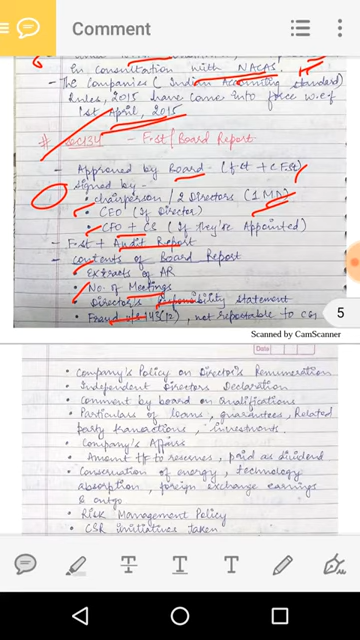 Comment
in consultation with NACAS.
- The Companies (Indian Accounting Standard)
Rules, 2015 have come into force w.e.f
1st April, 2015
# Sec 134 - F.st / Board Report
- Approved by Board - (f.st + c.f.st)
- Signed by -
• chairperson / 2 Directors (1 MD)
• CEO (If Director)
• CFO + CS (If they're Appointed)
- F.st + Audit Report
- Contents of Board Report
• Extracts of AR
• No. of Meetings
• Director's Responsibility statement
• Fraud u/s 143(12), not reportable to CG,
5
Scanned by CamScanner
Date
• Company's Policy on Director's Remuneration
• Independent Directors Declaration
• Comment by board on Qualifications
• Particulars of loans, guarantees, Related
party transactions, investments.
• Company's Affairs
• Amount tf to reserves, paid as dividend
• Conservation of energy, technology
absorption, foreign exchange earnings
& outgo
• Risk Management Policy
• CSR initiatives taken